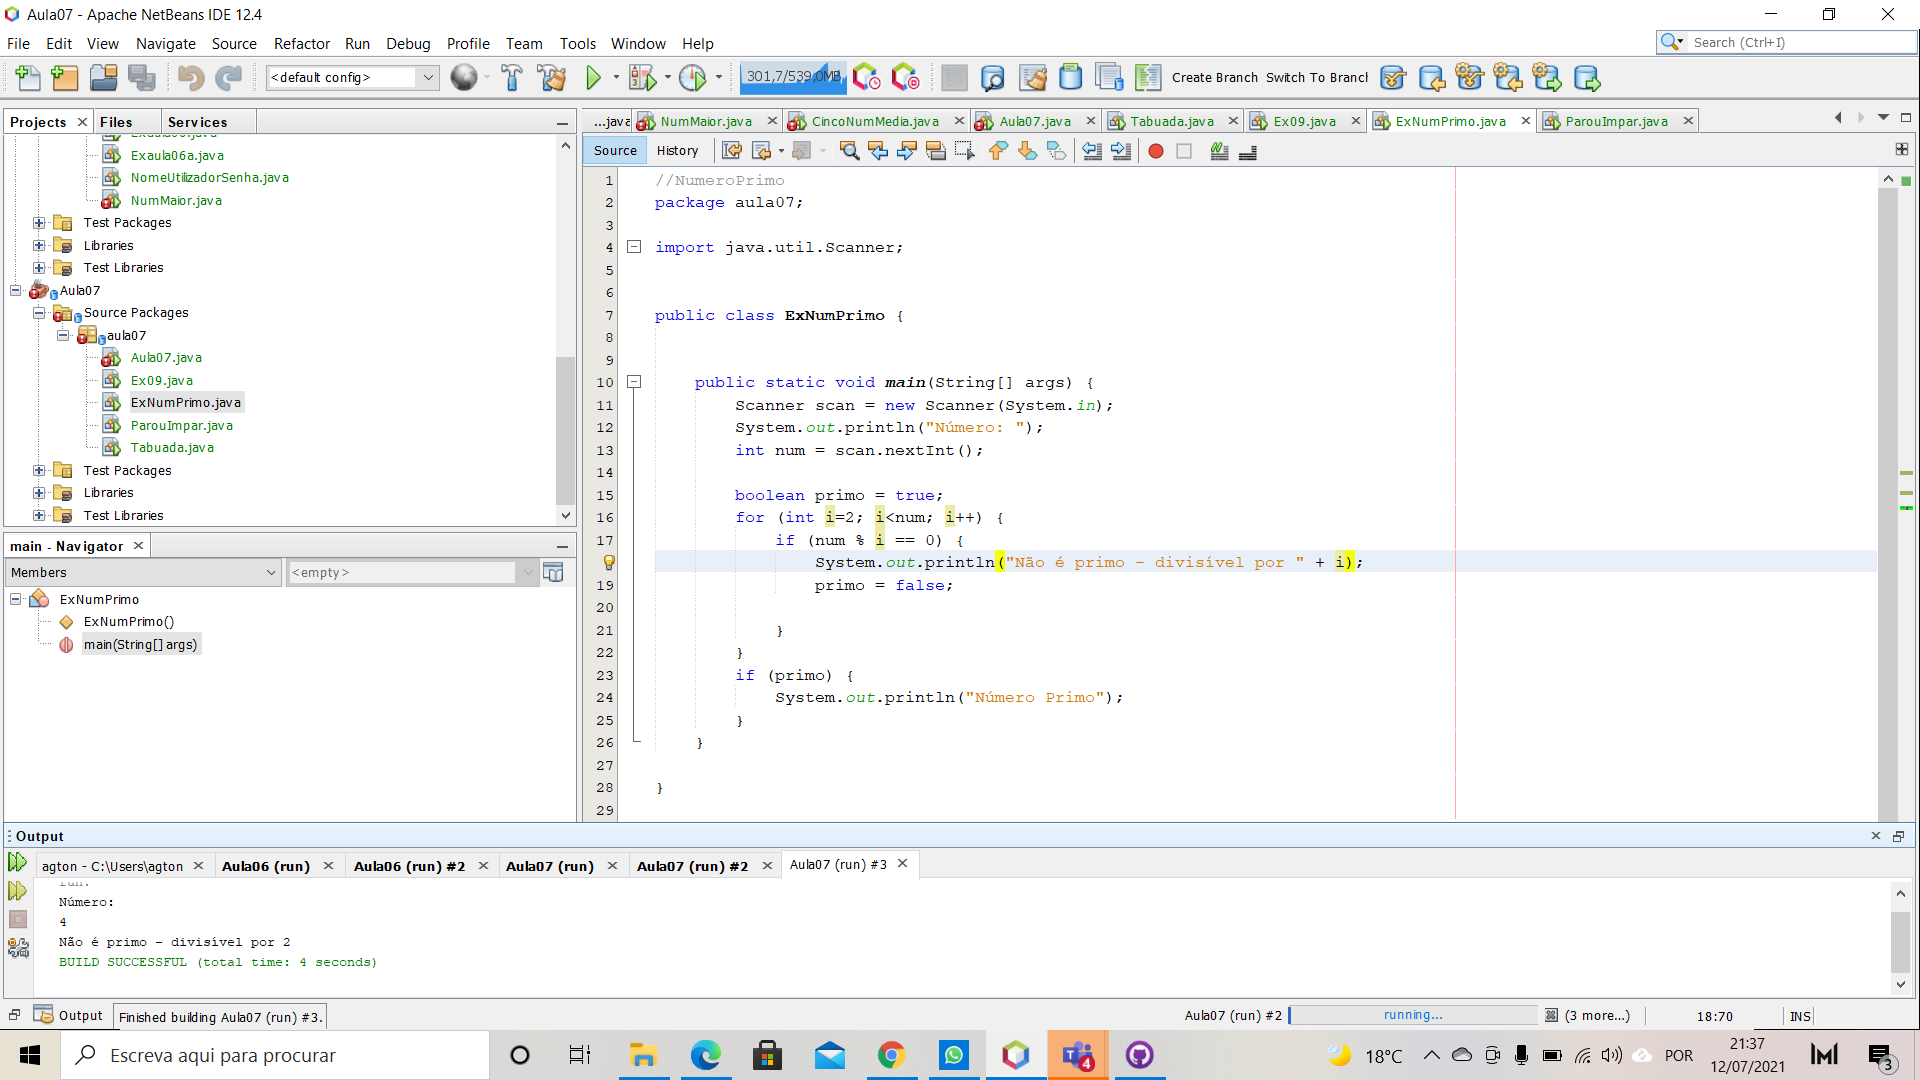 Aula07 - Apache NetBeans IDE 12.4
File Edit View Navigate Source Refactor Run Debug Profile Team Tools Window Help
Search (Ctrl+I)
<default config>
301,7/539,0MB
Create Branch Switch To Branch
Projects Files Services
Exaula06a.java
NomeUtilizadorSenha.java
NumMaior.java
Test Packages
Libraries
Test Libraries
Aula07
Source Packages
aula07
Aula07.java
Ex09.java
ExNumPrimo.java
ParouImpar.java
Tabuada.java
Test Packages
Libraries
Test Libraries
main - Navigator
Members <empty>
ExNumPrimo
ExNumPrimo()
main(String[] args)
...java NumMaior.java CincoNumMedia.java Aula07.java Tabuada.java Ex09.java ExNumPrimo.java ParouImpar.java
Source History
1 //NumeroPrimo
2 package aula07;
3
4 import java.util.Scanner;
5
6
7 public class ExNumPrimo {
8
9
10 public static void main(String[] args) {
11 Scanner scan = new Scanner(System.in);
12 System.out.println("Número: ");
13 int num = scan.nextInt();
14
15 boolean primo = true;
16 for (int i=2; i<num; i++) {
17 if (num % i == 0) {
System.out.println("Não é primo - divisível por " + i);
19 primo = false;
20
21 }
22 }
23 if (primo) {
24 System.out.println("Número Primo");
25 }
26 }
27
28 }
29
Output
agton - C:\Users\agton Aula06 (run) Aula06 (run) #2 Aula07 (run) Aula07 (run) #2 Aula07 (run) #3
run:
Número:
4
Não é primo - divisível por 2
BUILD SUCCESSFUL (total time: 4 seconds)
Output Finished building Aula07 (run) #3.
Aula07 (run) #2 running... (3 more...) 18:70 INS
Escreva aqui para procurar
4
18°C
POR
21:37
12/07/2021
3